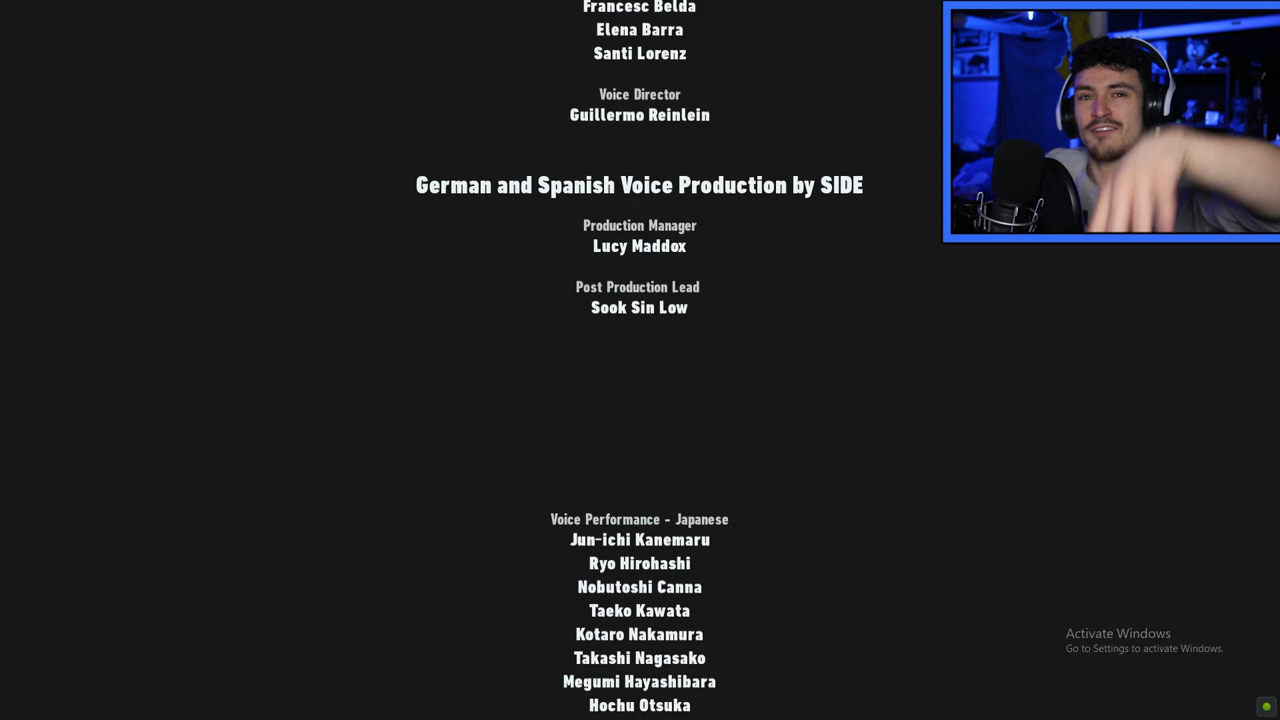 Francesc Belda
Elena Barra
Santi Lorenz
Voice Director
Guillermo Reinlein
German and Spanish Voice Production by SIDE
Production Manager
Lucy Maddox
Post Production Lead
Sook Sin Low
Voice Performance - Japanese
Jun-ichi Kanemaru
Ryo Hirohashi
Nobutoshi Canna
Taeko Kawata
Kotaro Nakamura
Takashi Nagasako
Megumi Hayashibara
Hochu Otsuka
Activate Windows
Go to Settings to activate Windows.